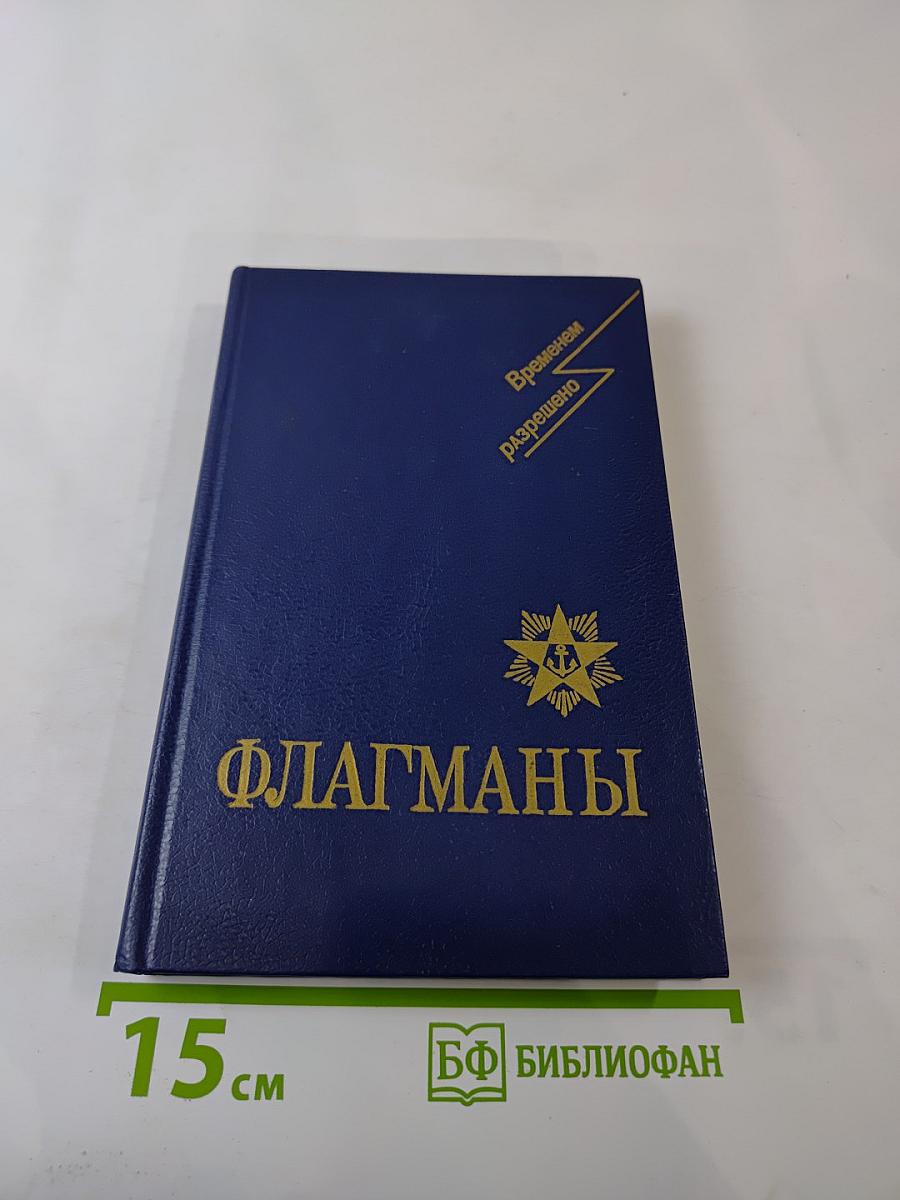 Временем
разрешено
ФЛАГМАНЫ
15 см
БФ БИБЛИОФАН